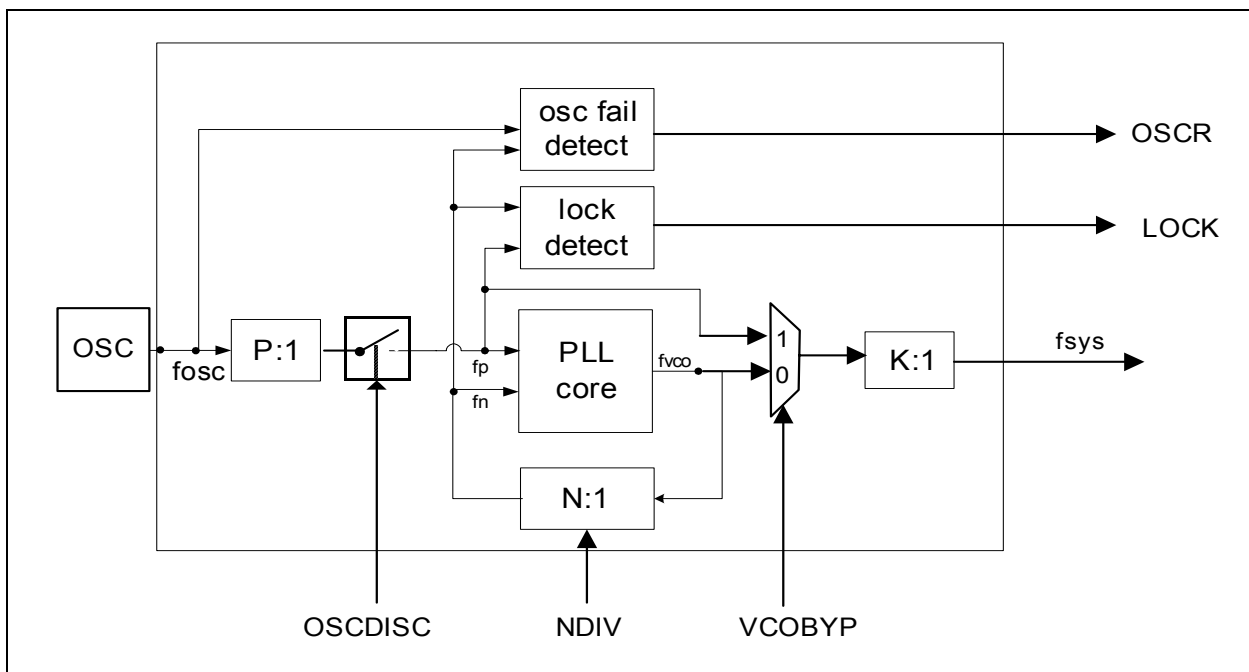 osc fail
detect
OSCR
lock
detect
LOCK
OSC
fosc
P:1
fp
fn
PLL
core
fvco
1
0
K:1
fsys
N:1
OSCDISC
NDIV
VCOBYP